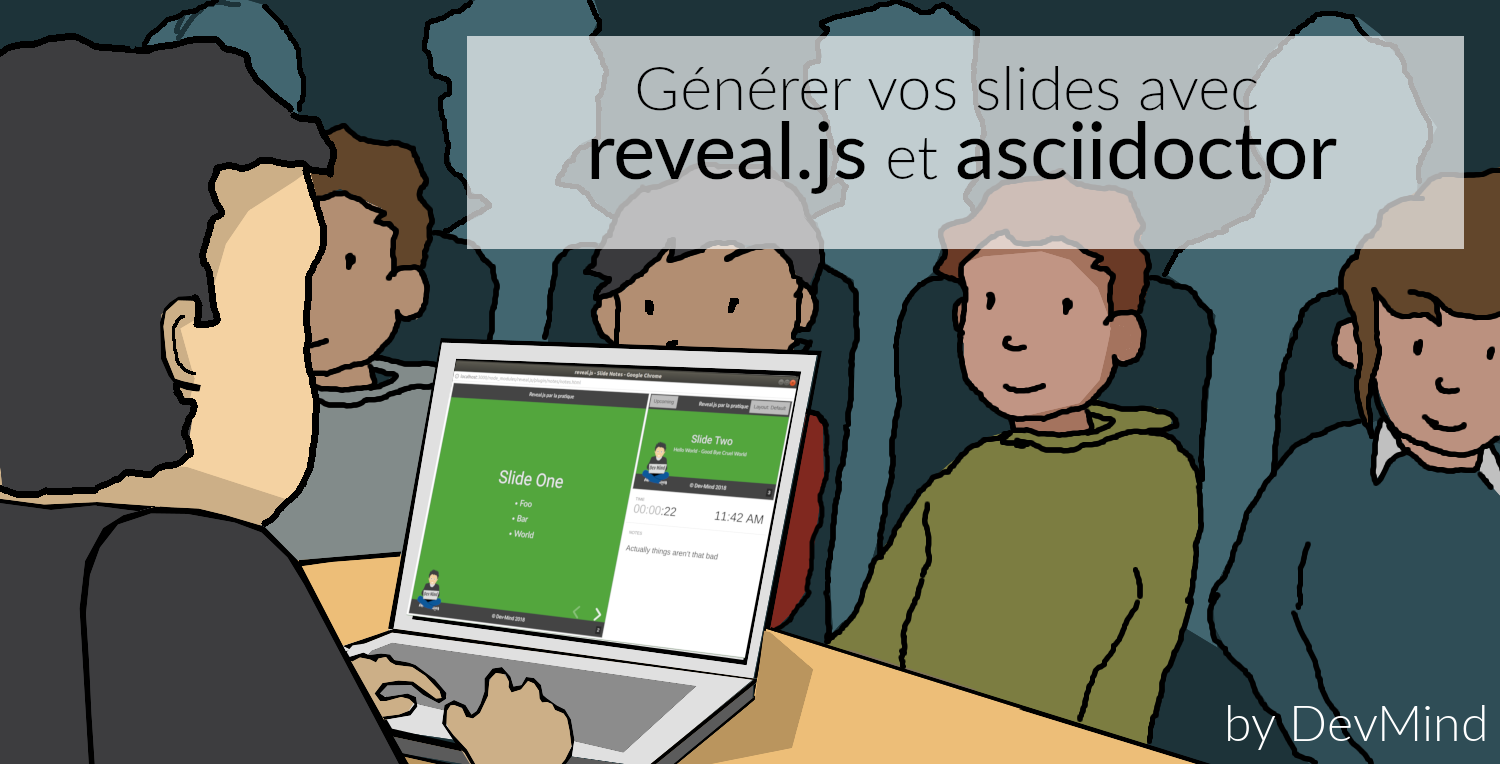 Générer vos slides avec
reveal.js et asciidoctor
reveal.js - Slide Notes - Google Chrome
Reveal.js par la pratique
Slide One
• Foo
• Bar
• World
© Dev-Mind 2018
2
Upcoming
Reveal.js par la pratique
Layout: Default
Slide Two
Hello World - Good Bye Cruel World
Dev-Mind
© Dev-Mind 2018
TIME
00:00:22
11:42 AM
NOTES
Actually things aren't that bad
by DevMind